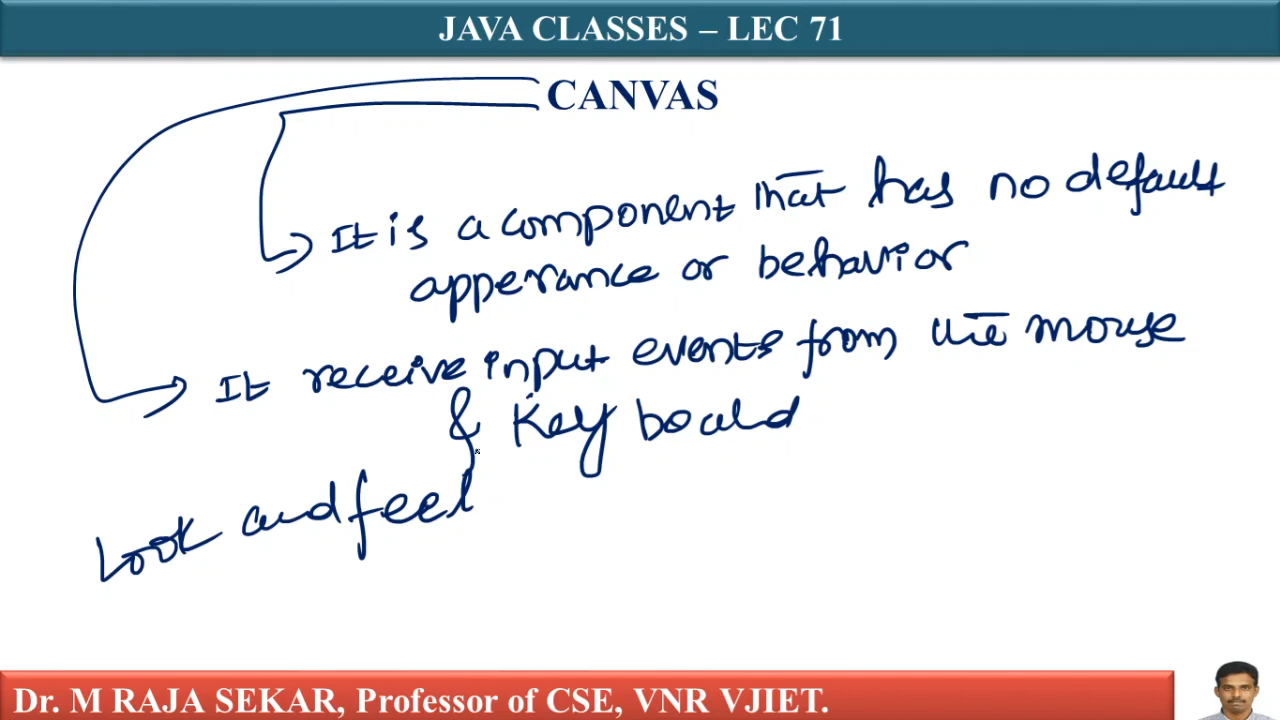 JAVA CLASSES – LEC 71
CANVAS
It is a component that has no default
apperance or behavior
It receive input events from the mouse
& Key board
Look and feel
Dr. M RAJA SEKAR, Professor of CSE, VNR VJIET.